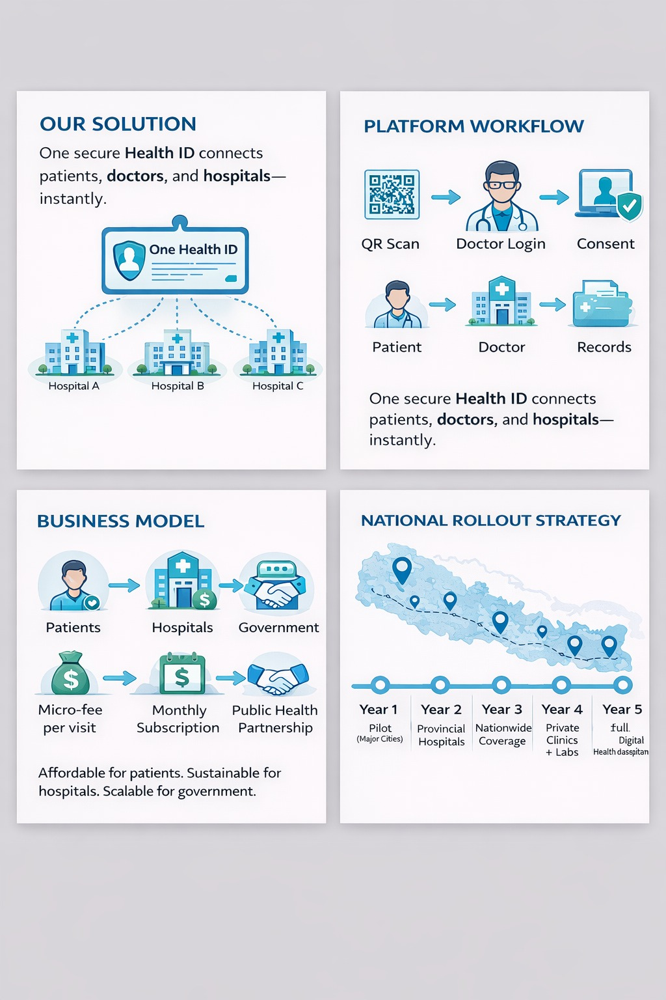 OUR SOLUTION
One secure Health ID connects
patients, doctors, and hospitals—
instantly.
One Health ID
Hospital A
Hospital B
Hospital C
PLATFORM WORKFLOW
QR Scan
Doctor Login
Consent
Patient
Doctor
Records
One secure Health ID connects
patients, doctors, and hospitals—
instantly.
BUSINESS MODEL
$
Patients
Hospitals
Government
$
$
Micro-fee
per visit
Monthly
Subscription
Public Health
Partnership
Affordable for patients. Sustainable for
hospitals. Scalable for government.
NATIONAL ROLLOUT STRATEGY
Year 1
Pilot
(Major Cities)
Year 2
Provincial
Hospitals
Year 3
Nationwide
Coverage
Year 4
Private
Clinics
+ Labs
Year 5
full.
Digital
Health